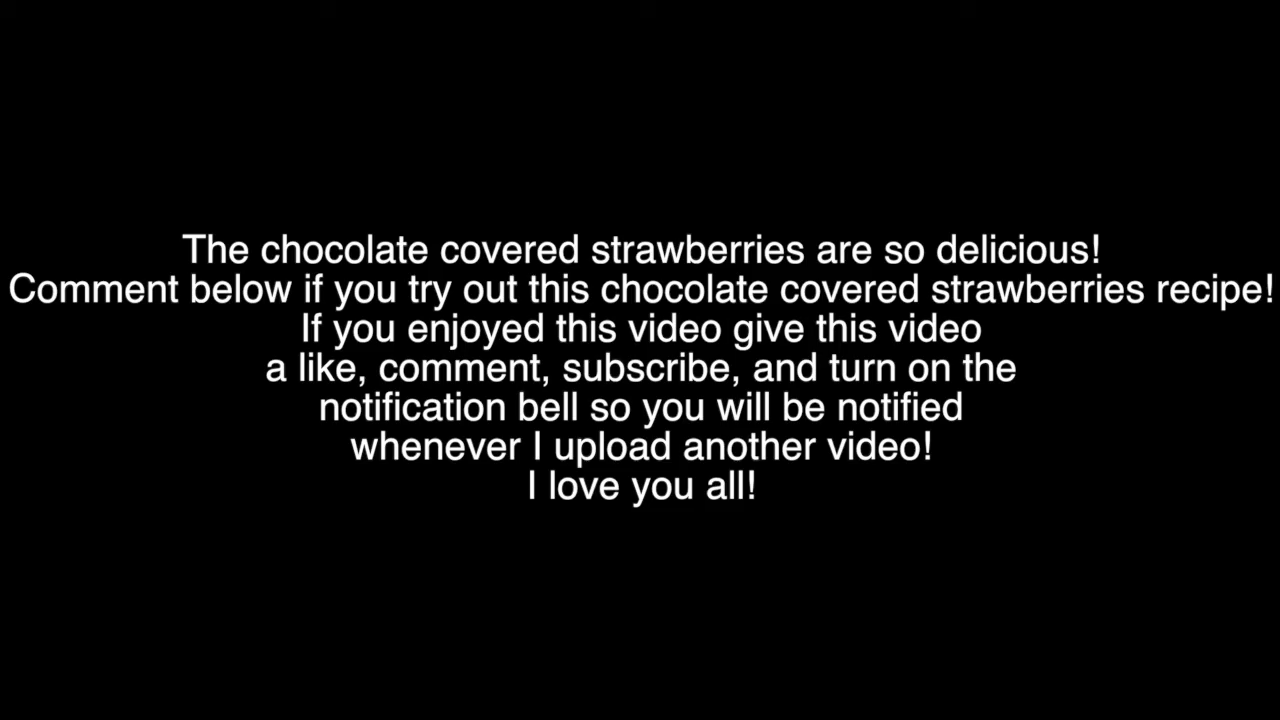 The chocolate covered strawberries are so delicious!
Comment below if you try out this chocolate covered strawberries recipe!
If you enjoyed this video give this video
a like, comment, subscribe, and turn on the
notification bell so you will be notified
whenever I upload another video!
I love you all!